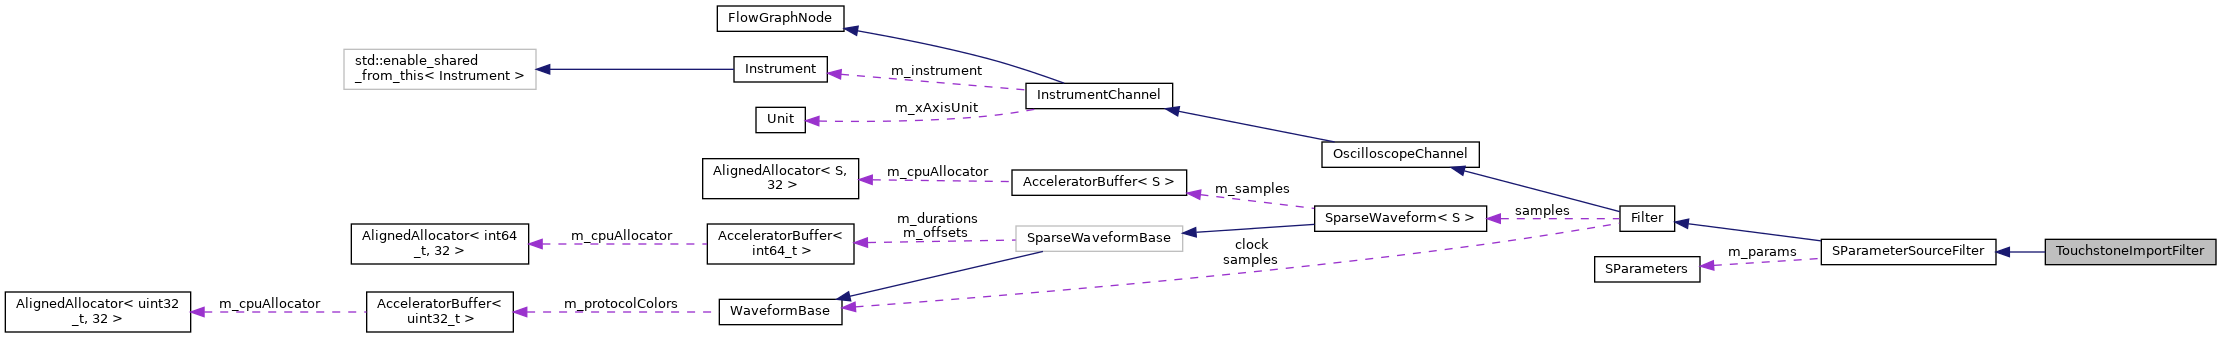 FlowGraphNode
std::enable_shared
_from_this< Instrument >
Instrument
m_instrument
InstrumentChannel
m_xAxisUnit
Unit
OscilloscopeChannel
AlignedAllocator< S,
32 >
m_cpuAllocator
AcceleratorBuffer< S >
m_samples
SparseWaveform< S >
samples
Filter
AlignedAllocator< int64
_t, 32 >
m_cpuAllocator
AcceleratorBuffer<
int64_t >
m_durations
m_offsets
SparseWaveformBase
clock
samples
SParameters
m_params
SParameterSourceFilter
TouchstoneImportFilter
AlignedAllocator< uint32
_t, 32 >
m_cpuAllocator
AcceleratorBuffer<
uint32_t >
m_protocolColors
WaveformBase